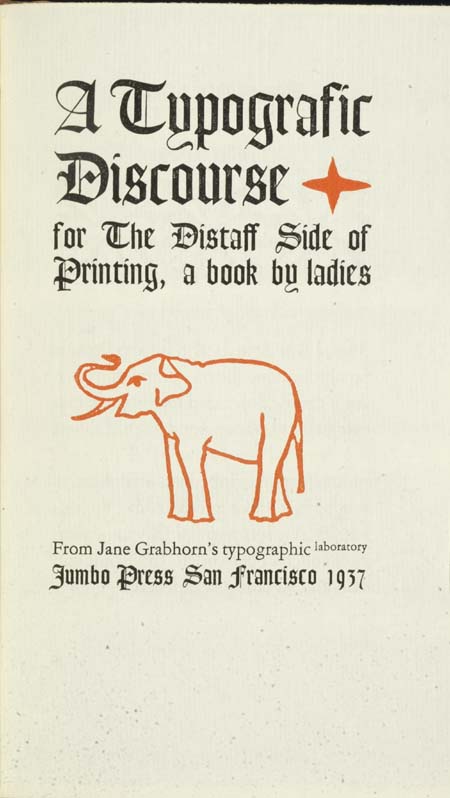 A Typografic
Discourse
for The Distaff Side of
Printing, a book by ladies
From Jane Grabhorn's typographic laboratory
Jumbo Press San Francisco 1937